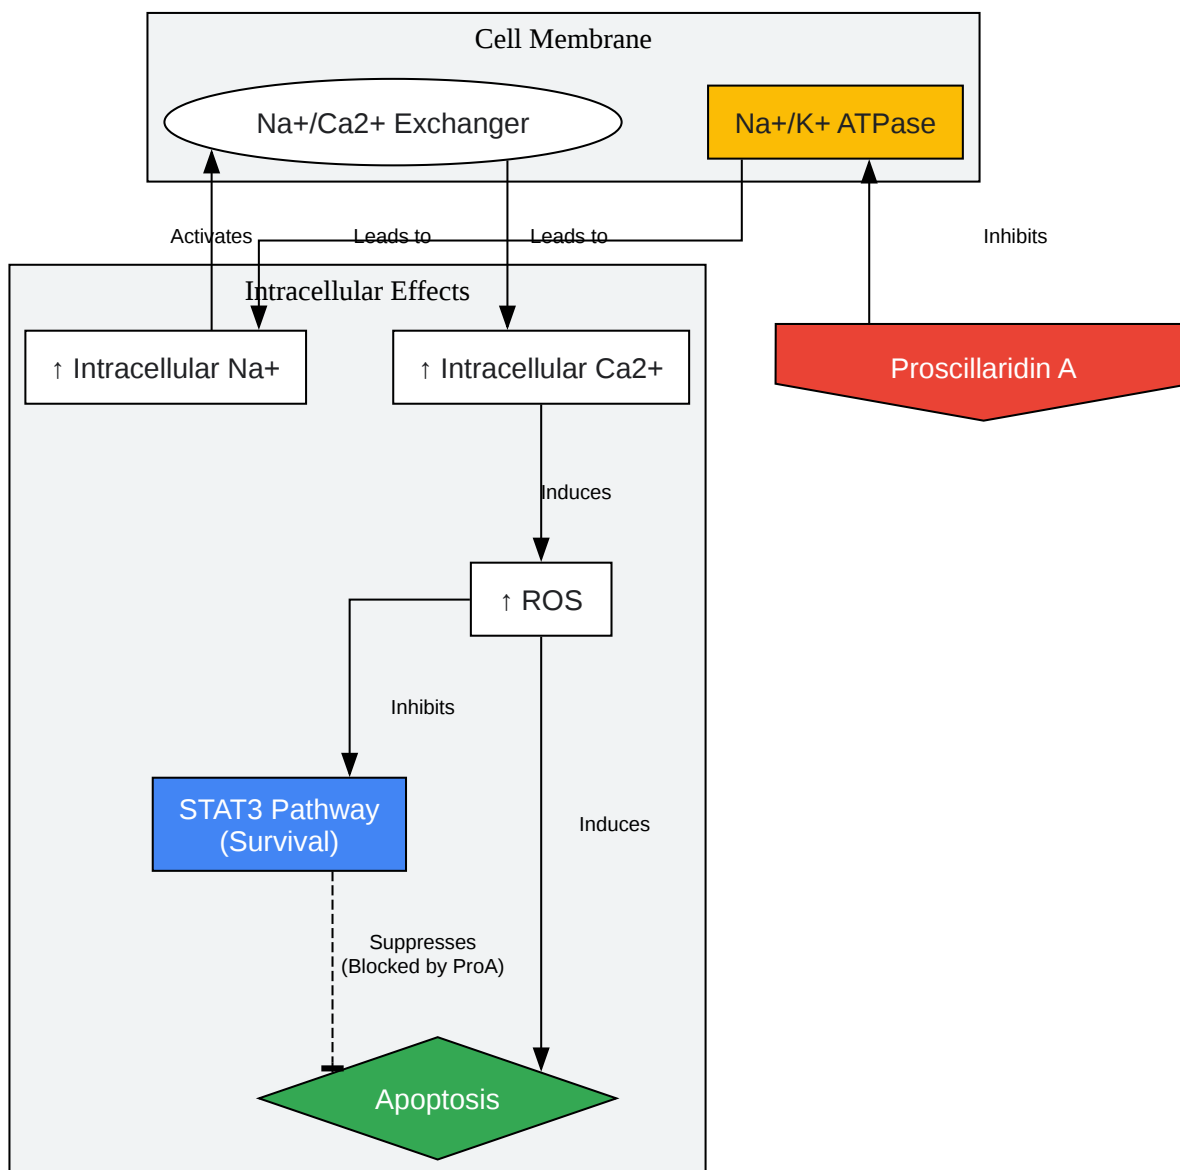 Cell Membrane
Na+/Ca2+ Exchanger
Na+/K+ ATPase
Activates
Leads to
Leads to
Inhibits
Intracellular Effects
↑ Intracellular Na+
↑ Intracellular Ca2+
Proscillaridin A
Induces
↑ ROS
Inhibits
STAT3 Pathway
(Survival)
Induces
Suppresses
(Blocked by ProA)
Apoptosis